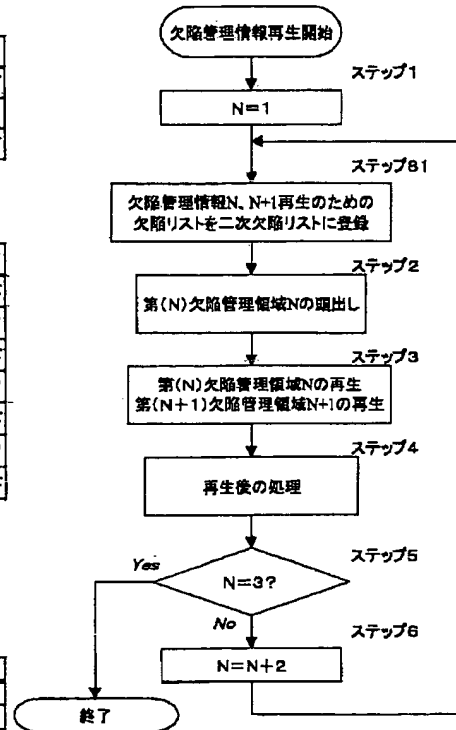 欠陥管理情報再生開始
ステップ1
N=1
ステップ81
欠陥管理情報N、N+1再生のための
欠陥リストを二次欠陥リストに登録
ステップ2
第(N)欠陥管理領域Nの頭出し
ステップ3
第(N)欠陥管理領域Nの再生
第(N+1)欠陥管理領域N+1の再生
ステップ4
再生後の処理
ステップ5
Yes
N=3?
No
ステップ6
N=N+2
終了